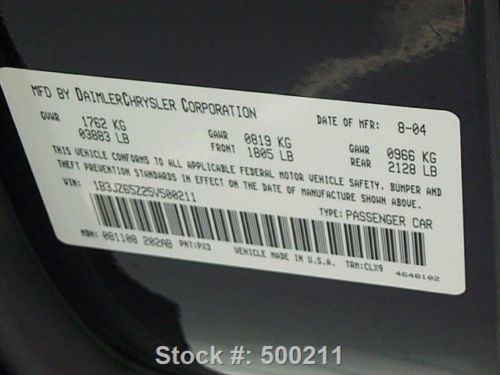 MFD BY DAIMLERCHRYSLER CORPORATION DATE OF MFR: 8-04
GVWR 1762 KG GAWR 0819 KG GAWR 0966 KG
03883 LB FRONT 1805 LB REAR 2128 LB
THIS VEHICLE CONFORMS TO ALL APPLICABLE FEDERAL MOTOR VEHICLE SAFETY, BUMPER AND
THEFT PREVENTION STANDARDS IN EFFECT ON THE DATE OF MANUFACTURE SHOWN ABOVE.
VIN: 1B3JZ65Z25V500211 TYPE: PASSENGER CAR
MDH: 081108 202AB PNT: PX3 VEHICLE MADE IN U.S.A. TRM: CLX9
4648102
Stock #: 500211